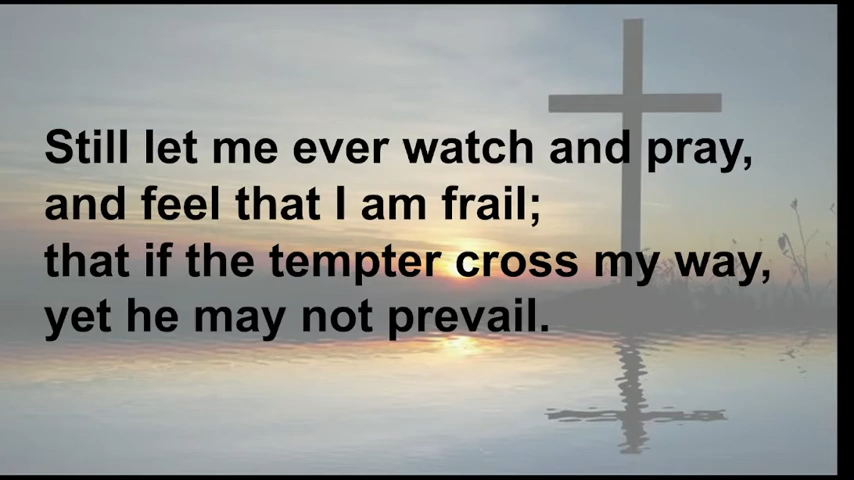 Still let me ever watch and pray,
and feel that I am frail;
that if the tempter cross my way,
yet he may not prevail.